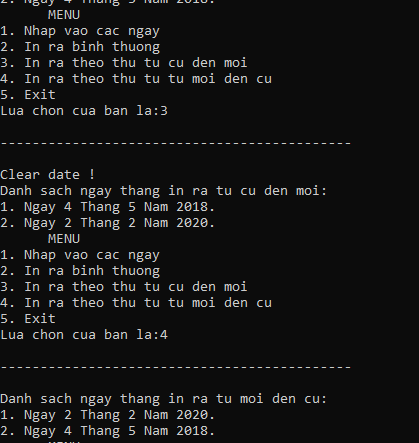 2. Ngay 4 Thang 5 Nam 2018.
MENU
1. Nhap vao cac ngay
2. In ra binh thuong
3. In ra theo thu tu cu den moi
4. In ra theo thu tu tu moi den cu
5. Exit
Lua chon cua ban la:3
--------------------------------------------
Clear date !
Danh sach ngay thang in ra tu cu den moi:
1. Ngay 4 Thang 5 Nam 2018.
2. Ngay 2 Thang 2 Nam 2020.
MENU
1. Nhap vao cac ngay
2. In ra binh thuong
3. In ra theo thu tu cu den moi
4. In ra theo thu tu tu moi den cu
5. Exit
Lua chon cua ban la:4
--------------------------------------------
Danh sach ngay thang in ra tu moi den cu:
1. Ngay 2 Thang 2 Nam 2020.
2. Ngay 4 Thang 5 Nam 2018.
MENU